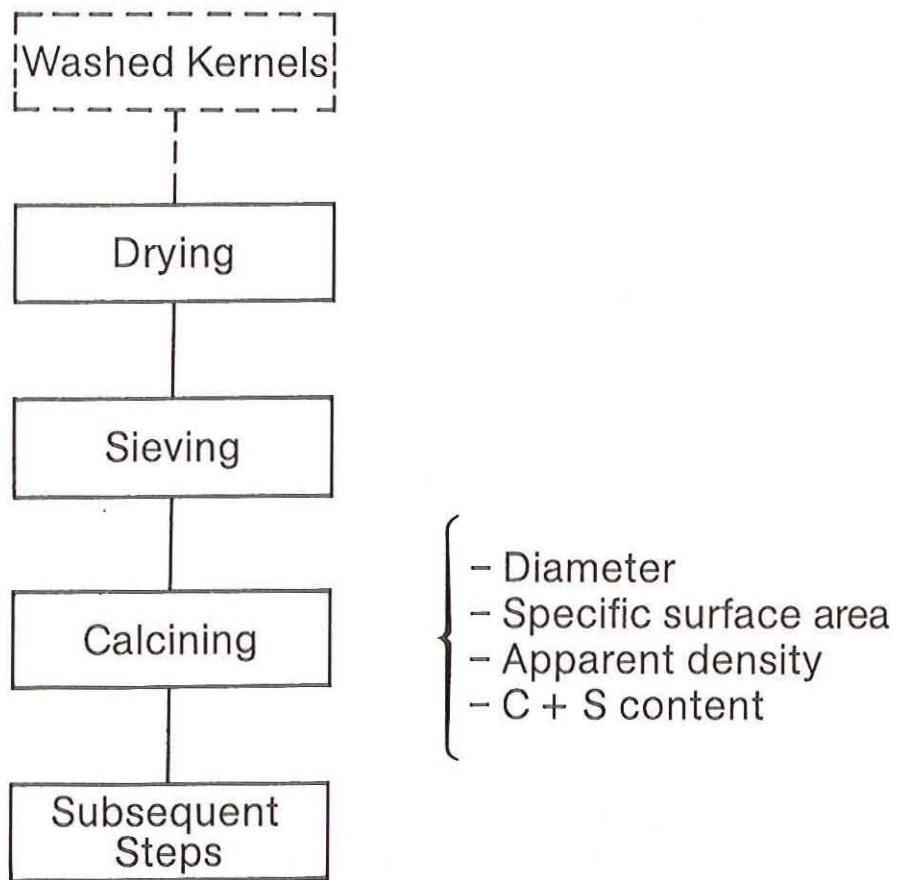 Washed Kernels
Drying
Sieving
Calcining
– Diameter
– Specific surface area
– Apparent density
– C + S content
Subsequent
Steps